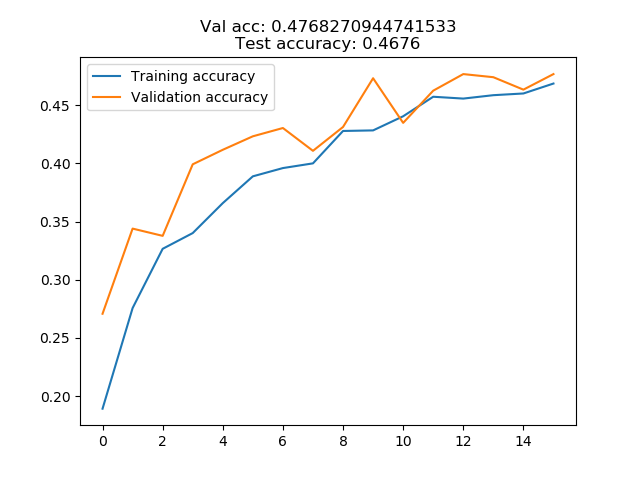 Val acc: 0.4768270944741533
Test accuracy: 0.4676
Training accuracy
Validation accuracy
0.45
0.40
0.35
0.30
0.25
0.20
0 2 4 6 8 10 12 14